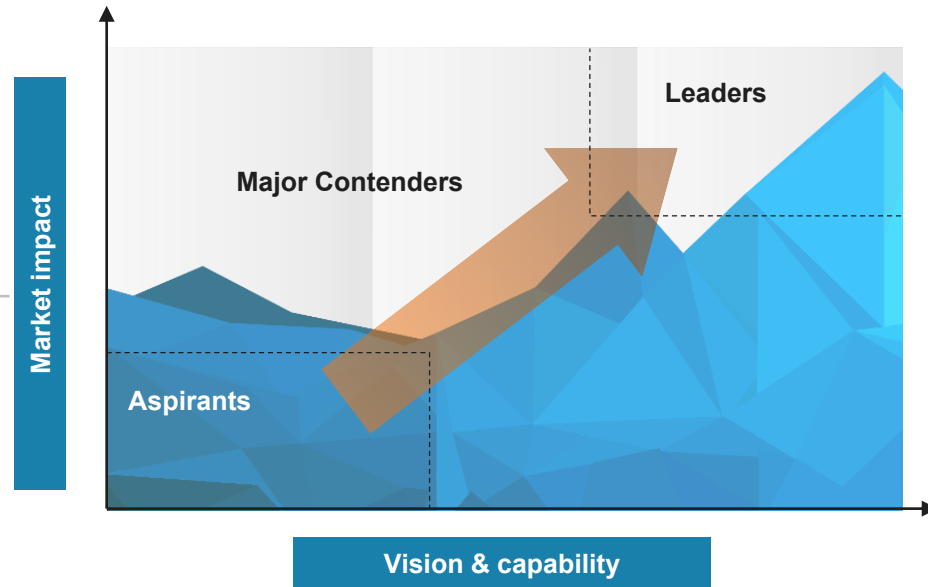 Leaders
Major Contenders
Market impact
Aspirants
Vision & capability